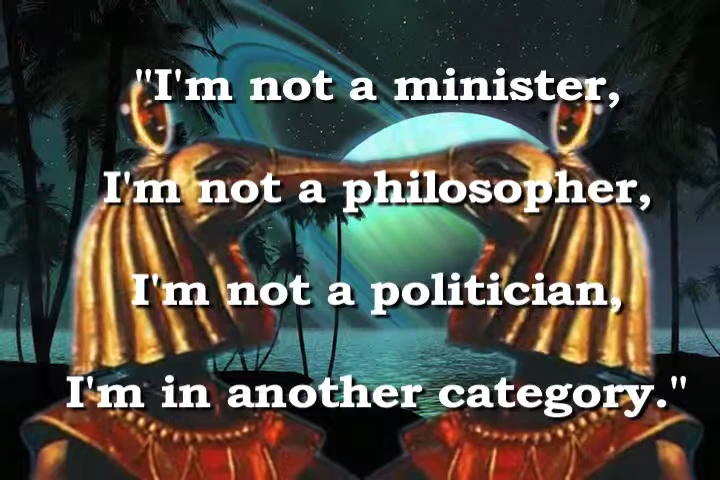 "I'm not a minister,
I'm not a philosopher,
I'm not a politician,
I'm in another category."